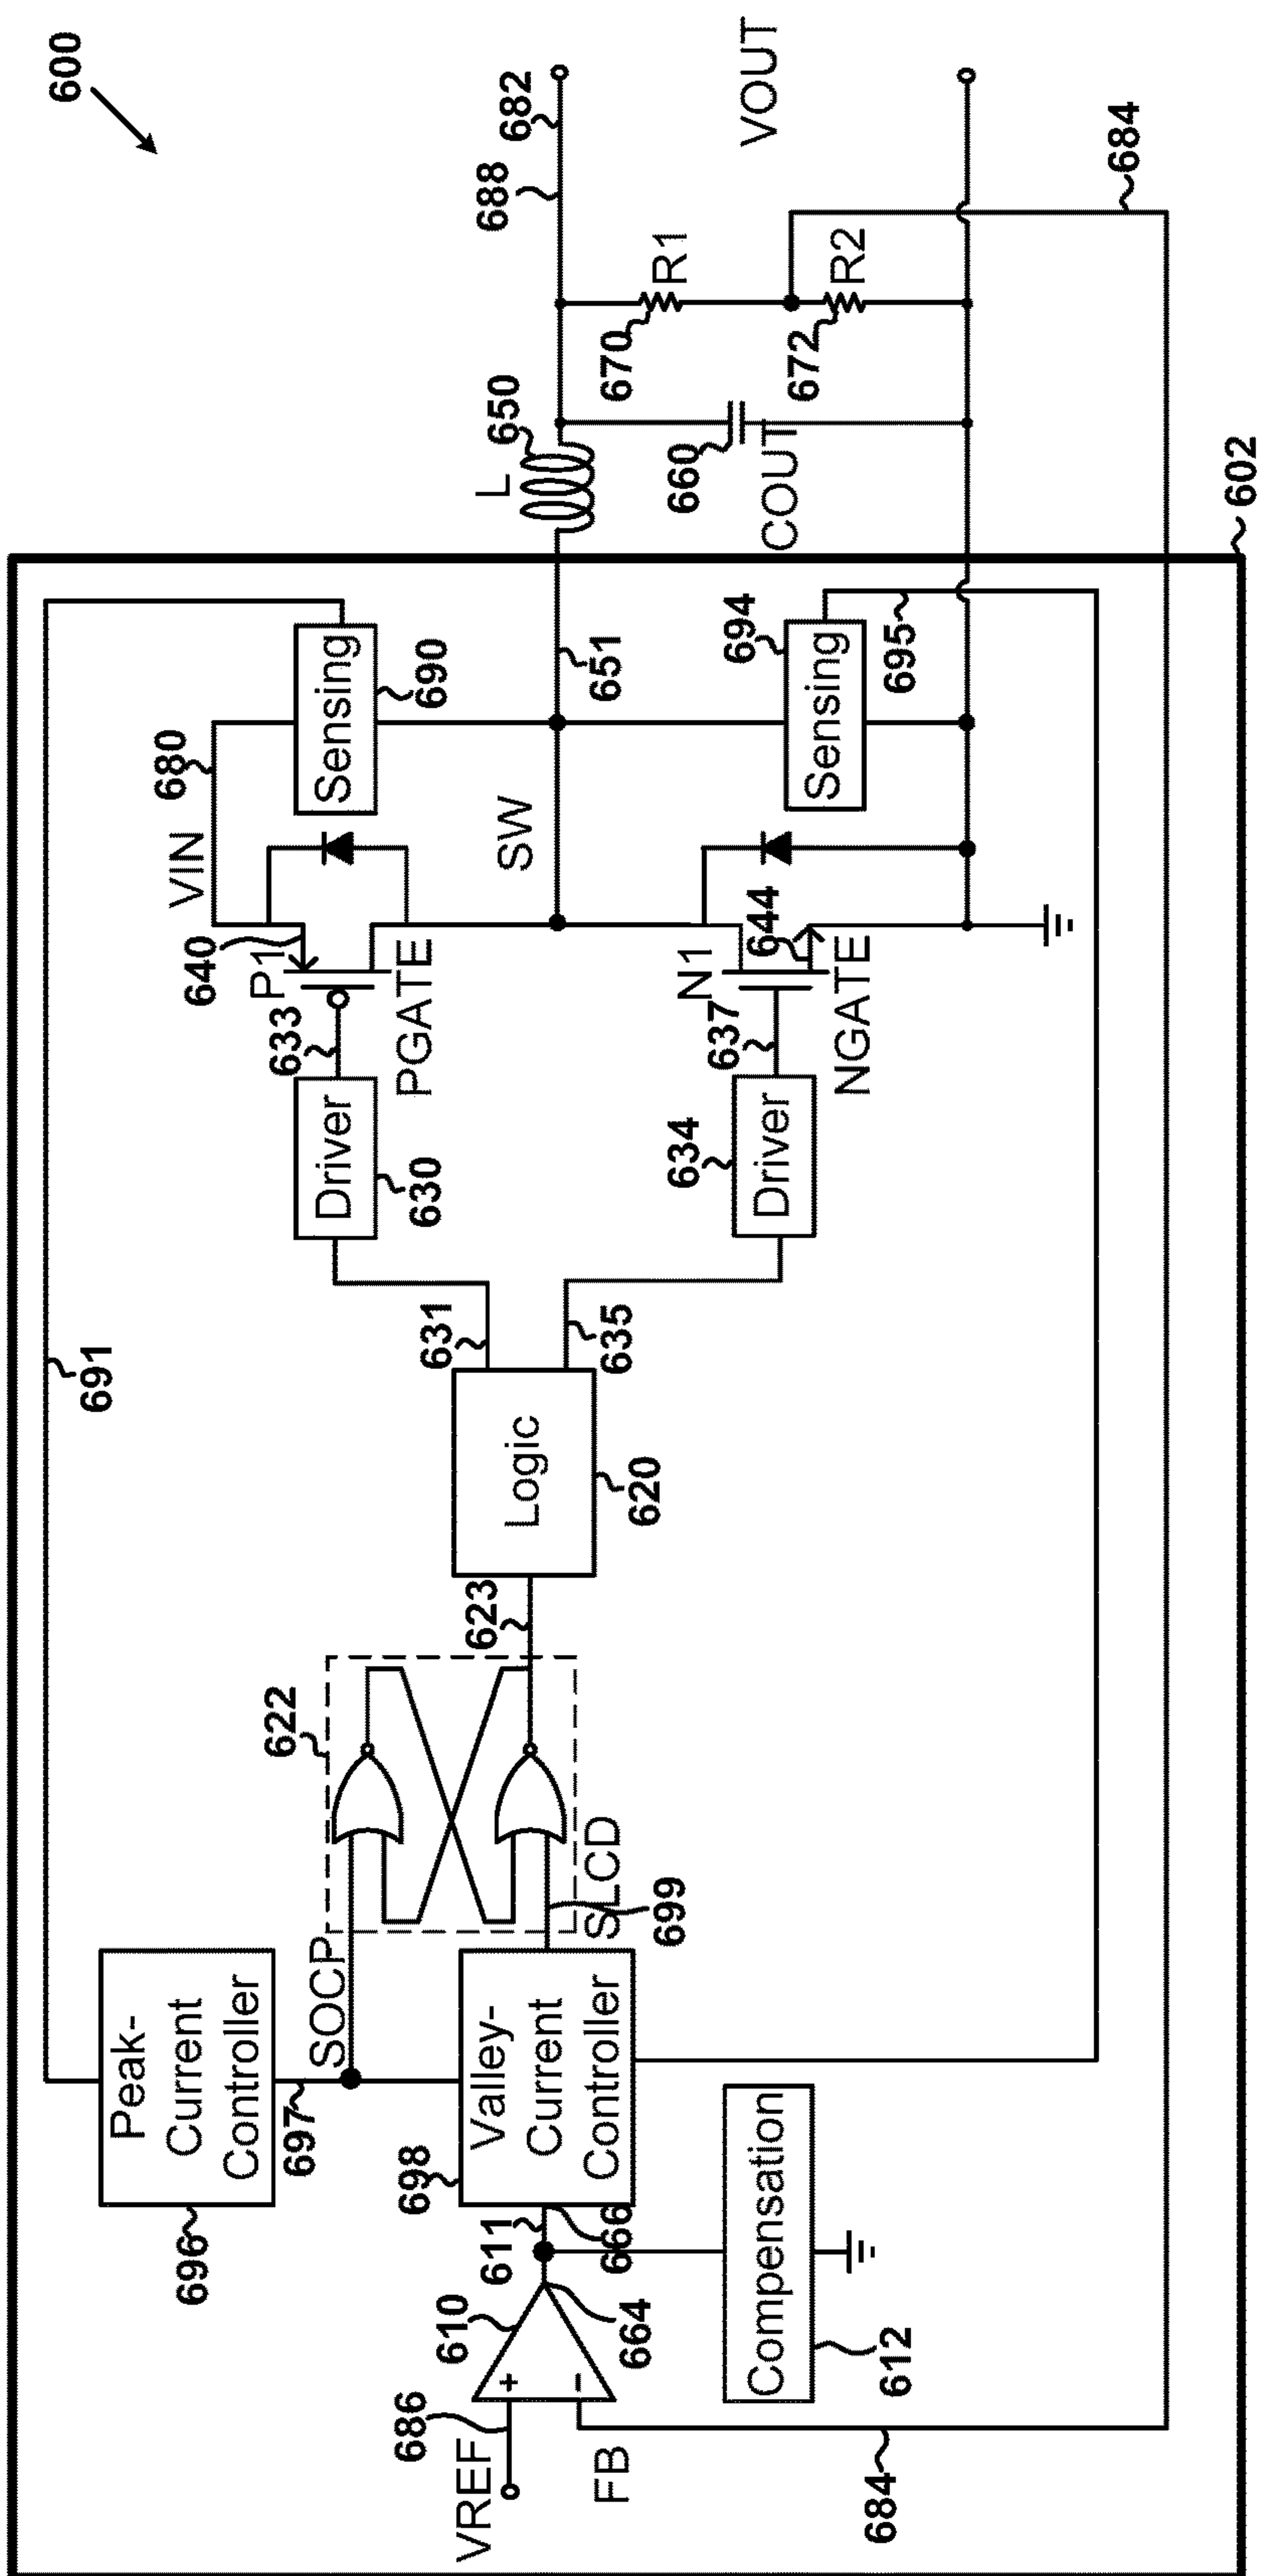 600
602
691
Peak-
Current
Controller
696
697
SOCP
622
Valley-
Current
Controller
698
SLCD
699
623
Logic
620
631
635
Driver
630
633
PGATE
P1
640
VIN
680
Sensing
690
SW
651
Driver
634
637
NGATE
N1
644
Sensing
694
695
L
650
660
COUT
670
R1
672
R2
688
682
VOUT
684
VREF
686
FB
610
664
611
666
Compensation
612
684